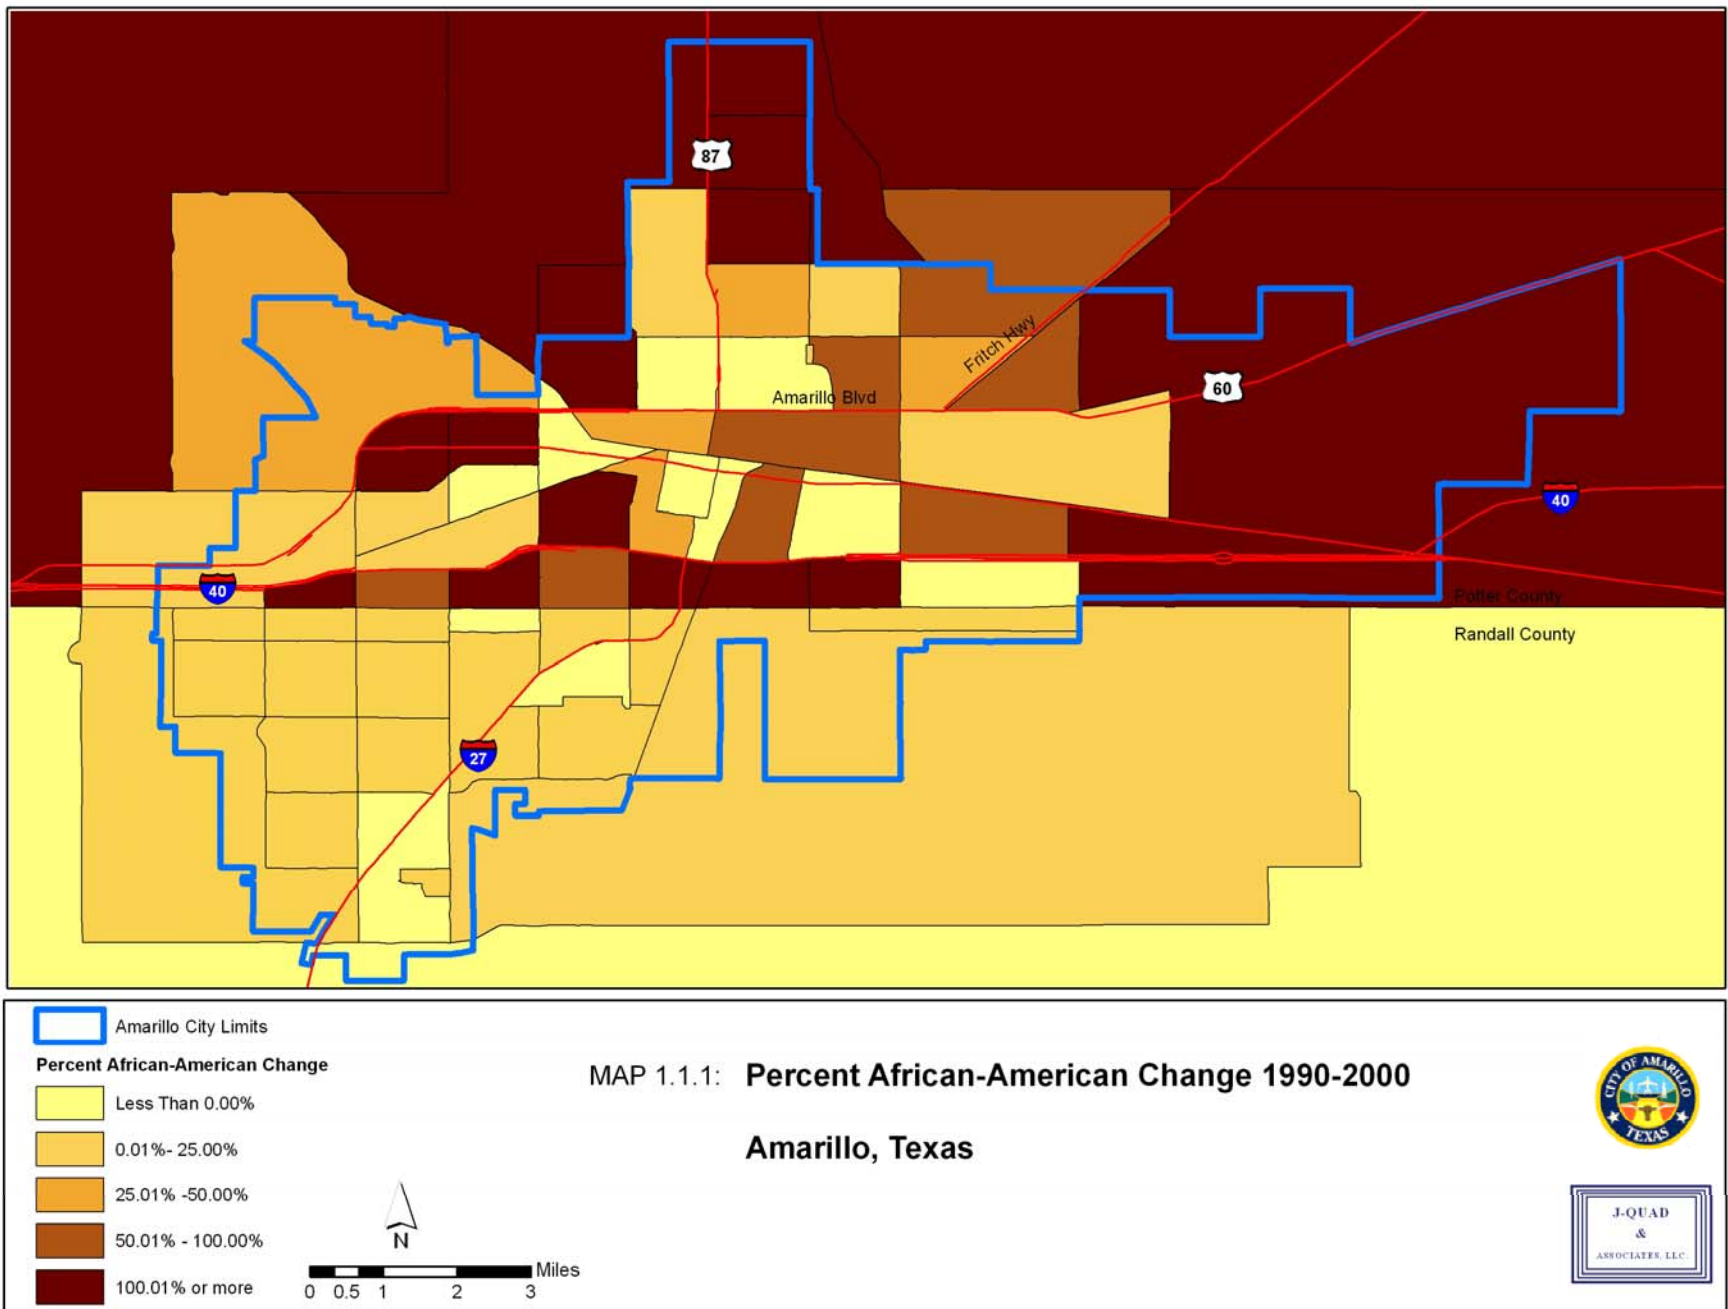 87
Fritch Hwy
60
Amarillo Blvd
40
40
Potter County
Randall County
27
Amarillo City Limits
Percent African-American Change
Less Than 0.00%
0.01%- 25.00%
25.01% -50.00%
50.01% - 100.00%
100.01% or more
N
Miles
0 0.5 1 2 3
MAP 1.1.1: Percent African-American Change 1990-2000
Amarillo, Texas
CITY OF AMARILLO
TEXAS
J-QUAD
&
ASSOCIATES, LLC.